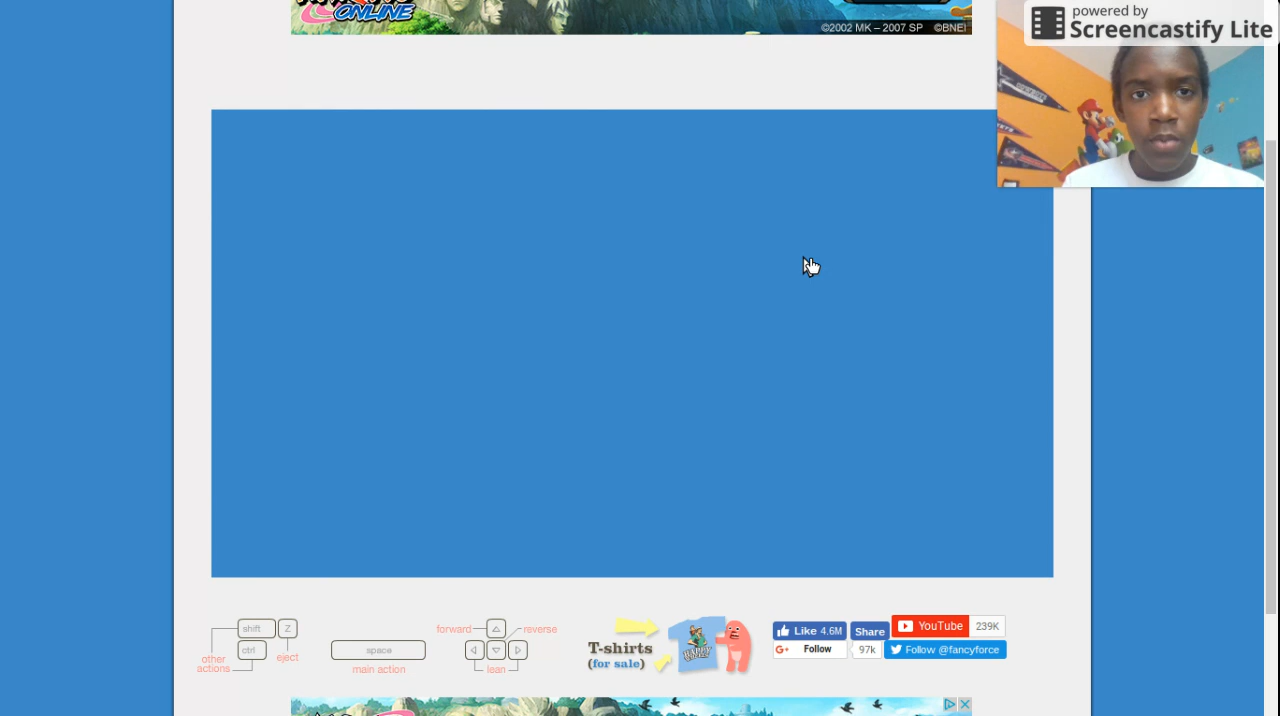 ONLINE
©2002 MK – 2007 SP ©BNEI
powered by
Screencastify Lite
shift
Z
ctrl
other
actions
eject
space
main action
forward
reverse
lean
T-shirts
(for sale)
Like 4.6M
Share
YouTube
239K
Follow
97k
Follow @fancyforce